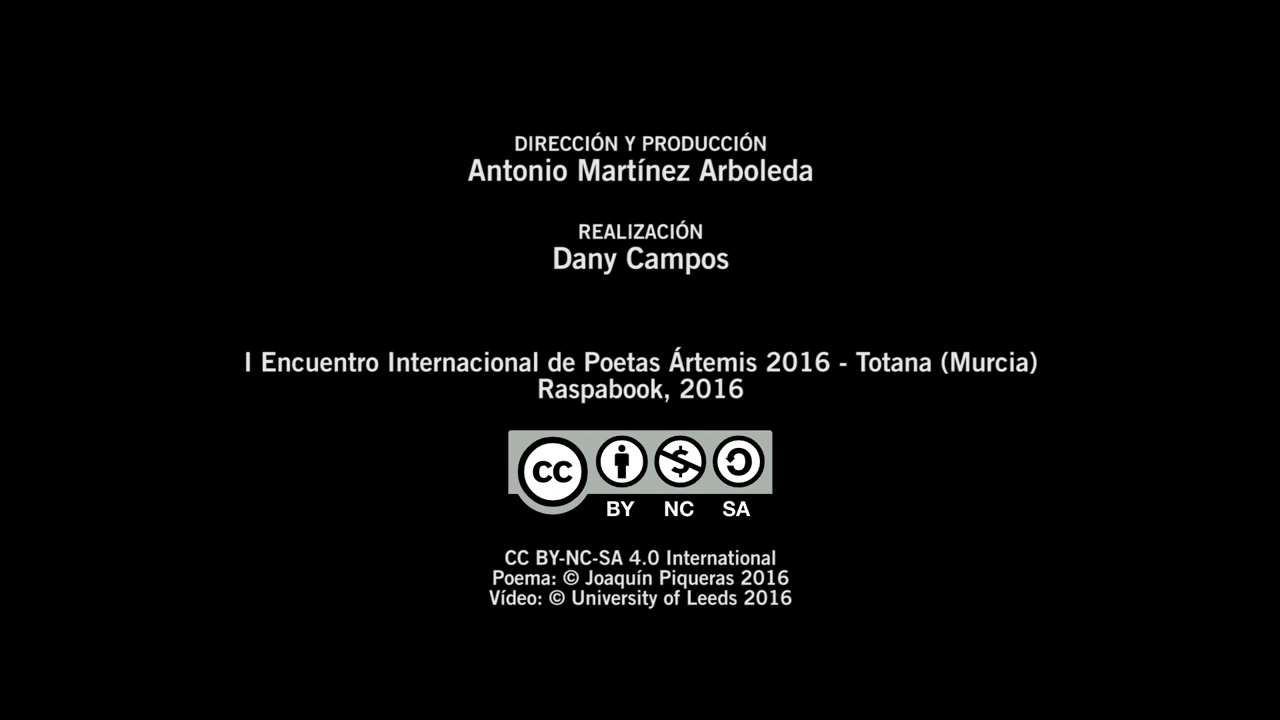 DIRECCIÓN Y PRODUCCIÓN
Antonio Martínez Arboleda
REALIZACIÓN
Dany Campos
I Encuentro Internacional de Poetas Ártemis 2016 - Totana (Murcia)
Raspabook, 2016
cc
BY NC SA
CC BY-NC-SA 4.0 International
Poema: © Joaquín Piqueras 2016
Vídeo: © University of Leeds 2016